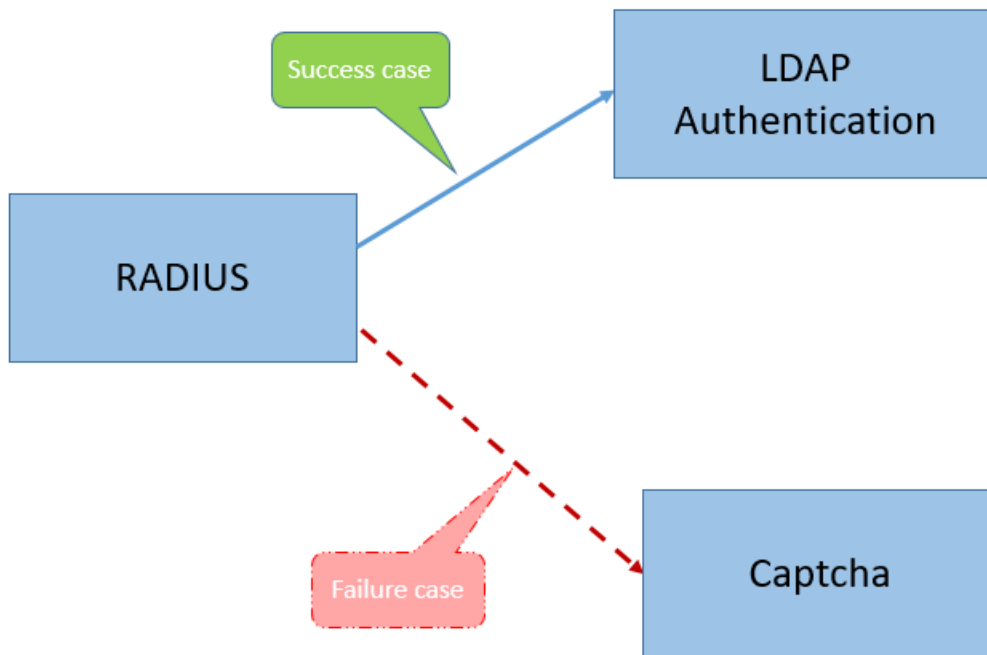 Success case
LDAP
Authentication
RADIUS
Failure case
Captcha